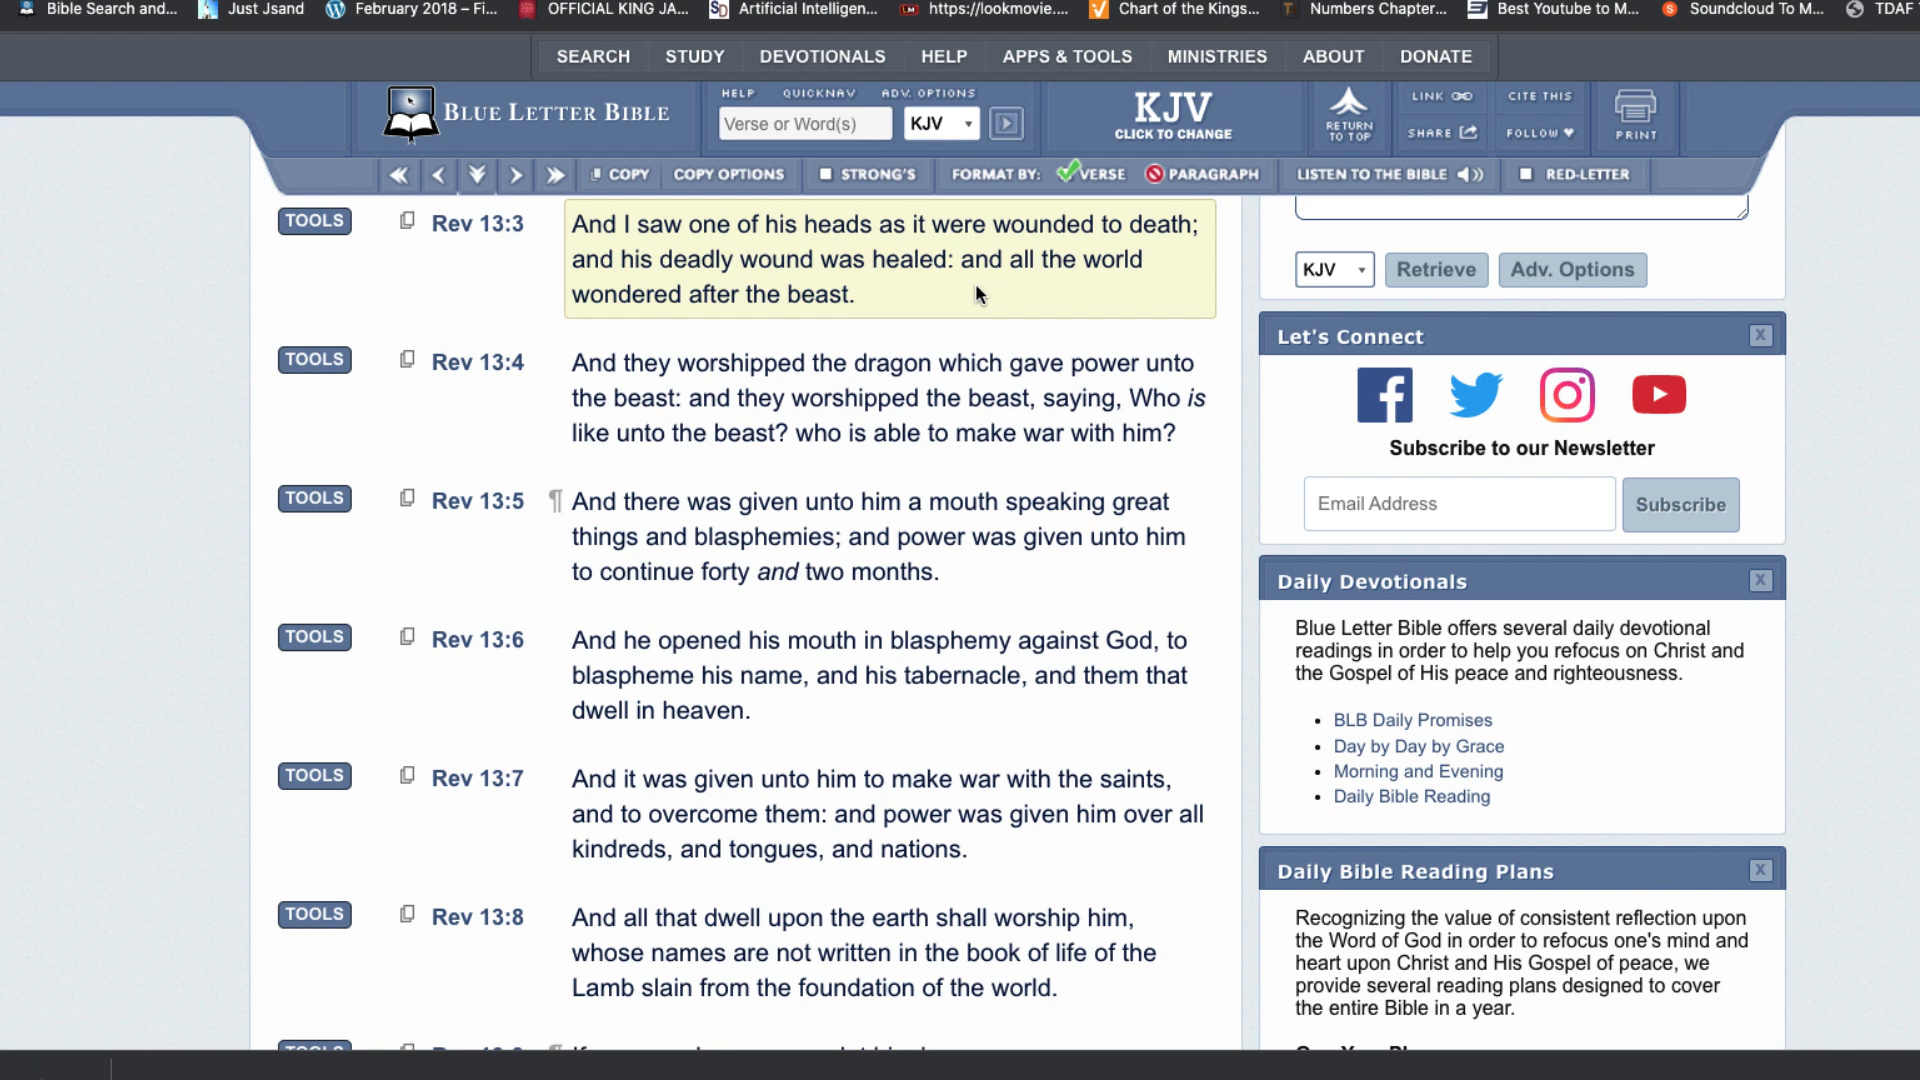 Bible Search and...
Just Jsand
February 2018 – Fi...
OFFICIAL KING JA...
Artificial Intelligen...
https://lookmovie....
Chart of the Kings...
Numbers Chapter...
Best Youtube to M...
Soundcloud To M...
TDAF
SEARCH STUDY DEVOTIONALS HELP APPS & TOOLS MINISTRIES ABOUT DONATE
BLUE LETTER BIBLE
HELP QUICKNAV ADV. OPTIONS
Verse or Word(s) KJV
KJV
CLICK TO CHANGE
RETURN
TO TOP
LINK
CITE THIS
SHARE
FOLLOW
PRINT
COPY COPY OPTIONS STRONG'S FORMAT BY: VERSE PARAGRAPH LISTEN TO THE BIBLE RED-LETTER
TOOLS Rev 13:3 And I saw one of his heads as it were wounded to death;
and his deadly wound was healed: and all the world
wondered after the beast.
TOOLS Rev 13:4 And they worshipped the dragon which gave power unto
the beast: and they worshipped the beast, saying, Who is
like unto the beast? who is able to make war with him?
TOOLS Rev 13:5 ¶ And there was given unto him a mouth speaking great
things and blasphemies; and power was given unto him
to continue forty and two months.
TOOLS Rev 13:6 And he opened his mouth in blasphemy against God, to
blaspheme his name, and his tabernacle, and them that
dwell in heaven.
TOOLS Rev 13:7 And it was given unto him to make war with the saints,
and to overcome them: and power was given him over all
kindreds, and tongues, and nations.
TOOLS Rev 13:8 And all that dwell upon the earth shall worship him,
whose names are not written in the book of life of the
Lamb slain from the foundation of the world.
KJV Retrieve Adv. Options
Let's Connect X
Subscribe to our Newsletter
Email Address Subscribe
Daily Devotionals X
Blue Letter Bible offers several daily devotional
readings in order to help you refocus on Christ and
the Gospel of His peace and righteousness.
• BLB Daily Promises
• Day by Day by Grace
• Morning and Evening
• Daily Bible Reading
Daily Bible Reading Plans X
Recognizing the value of consistent reflection upon
the Word of God in order to refocus one's mind and
heart upon Christ and His Gospel of peace, we
provide several reading plans designed to cover
the entire Bible in a year.